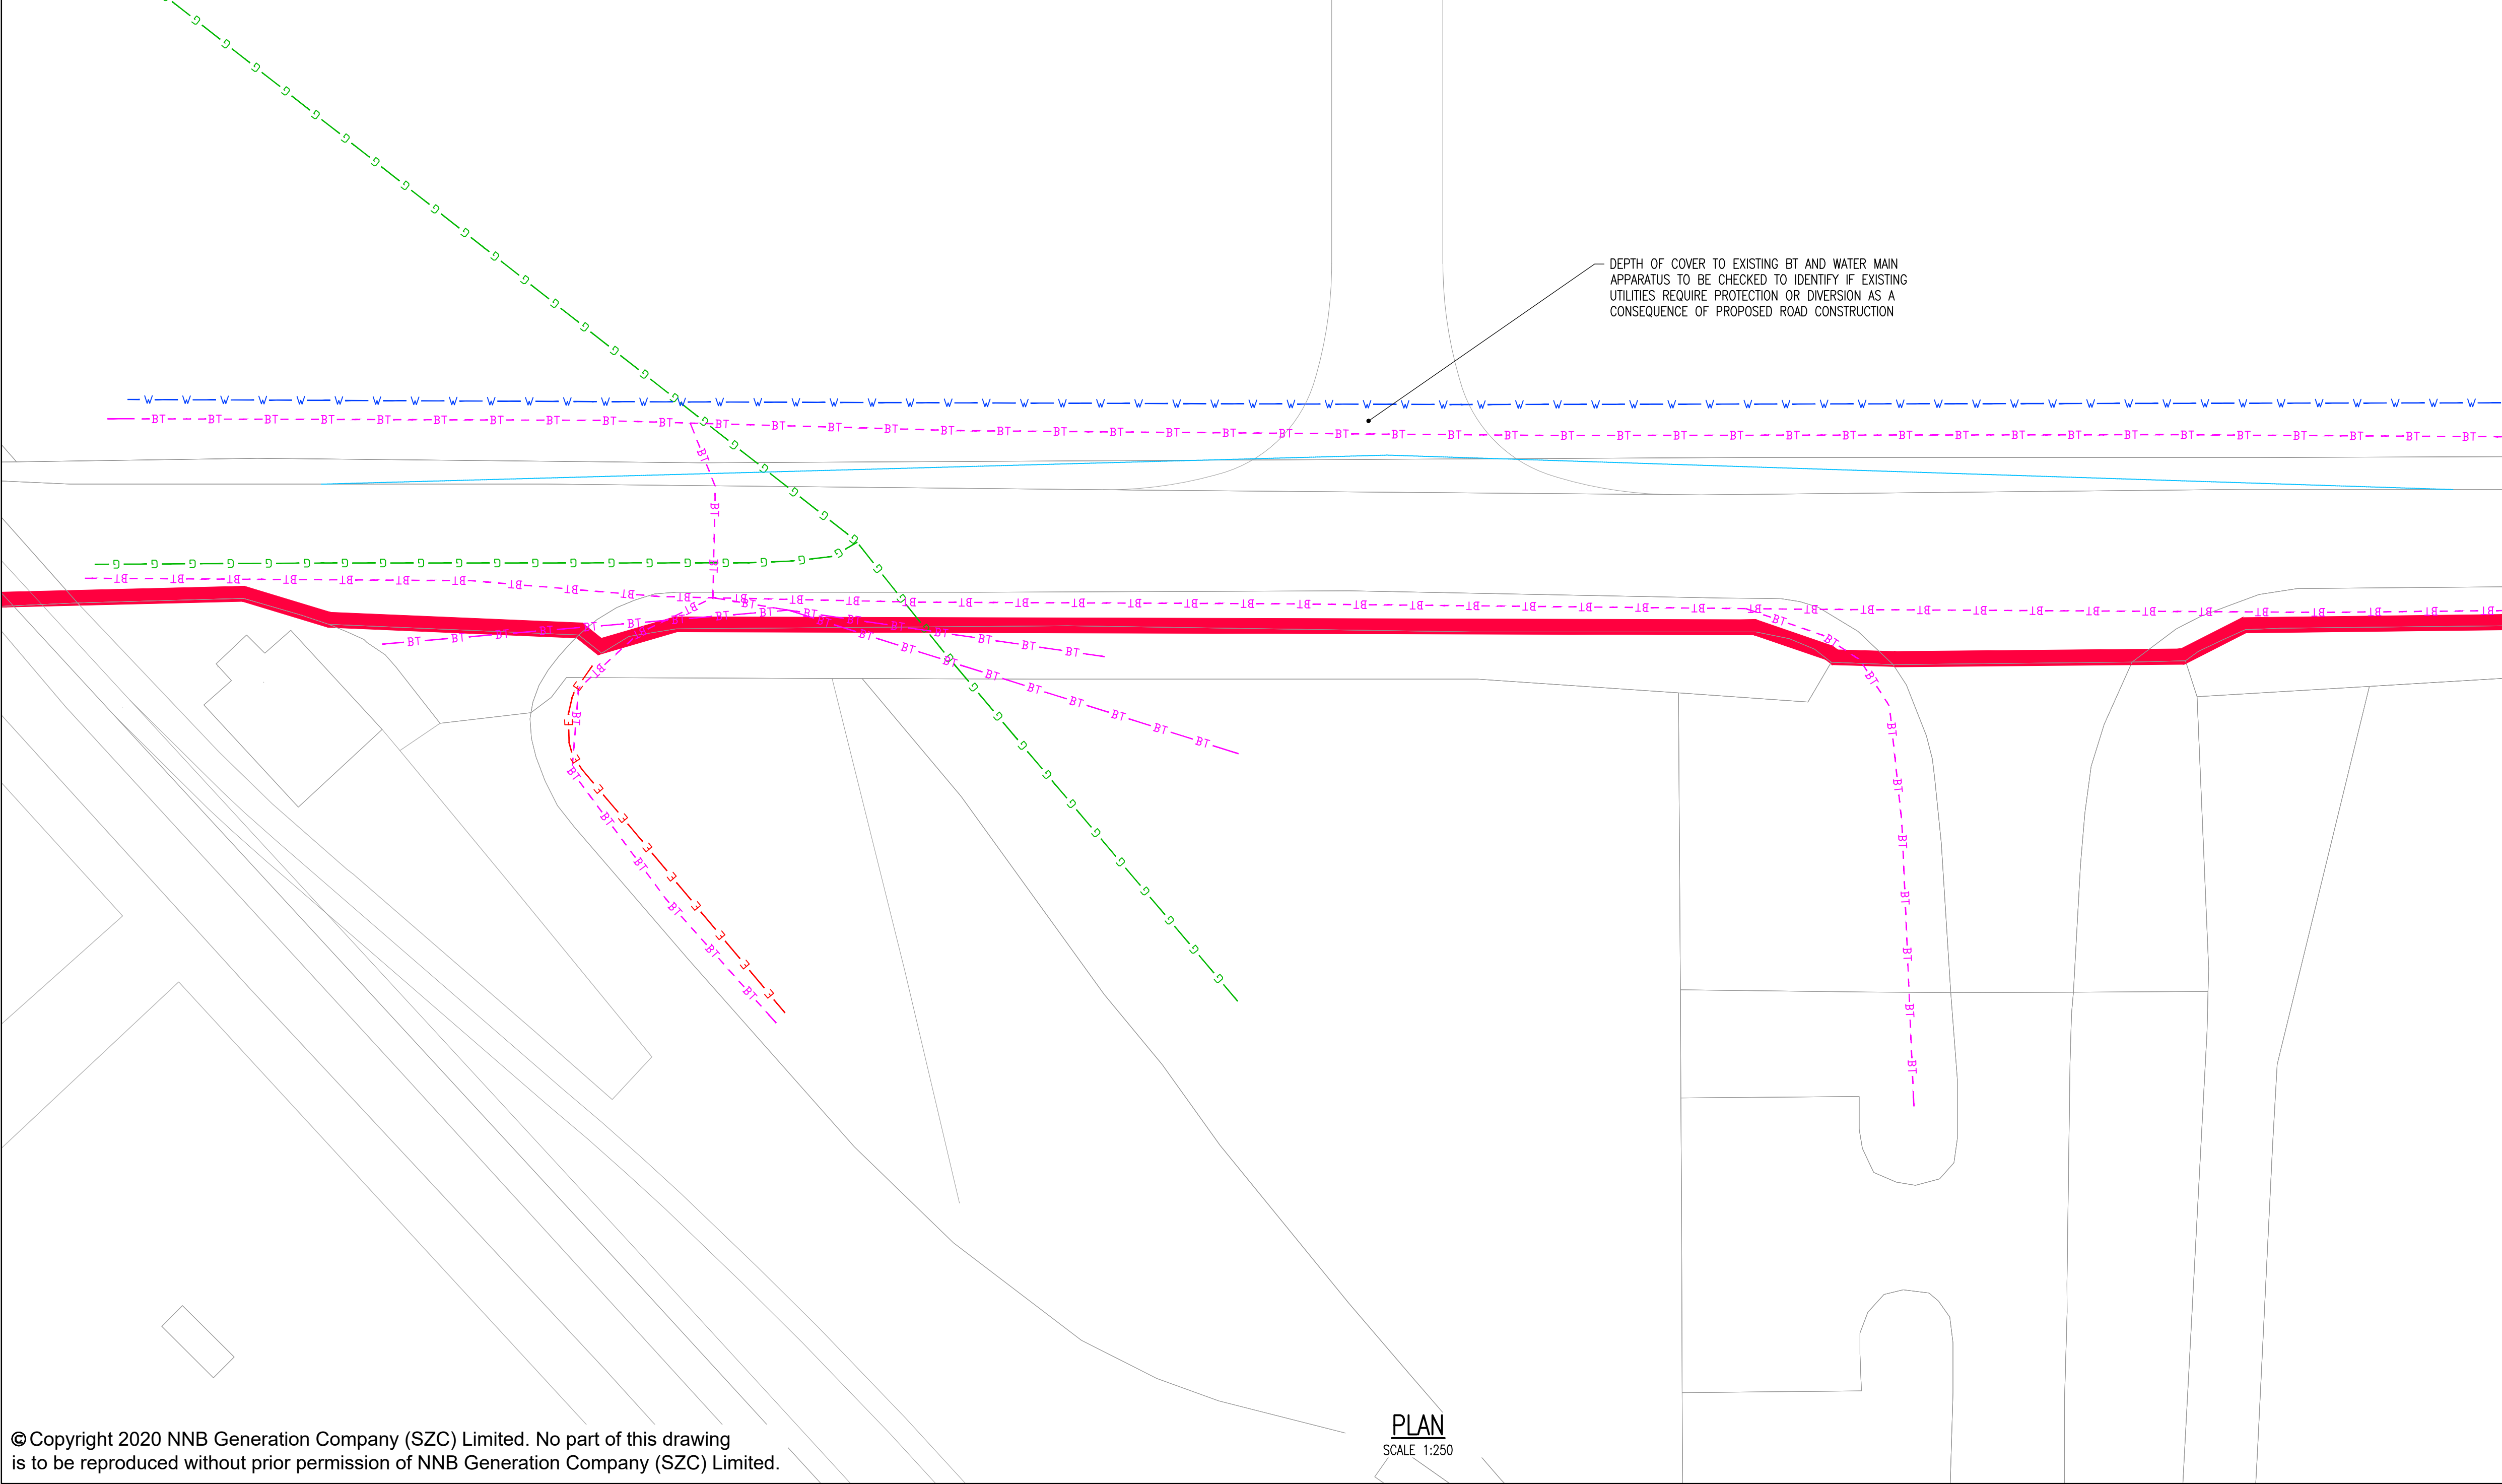 DEPTH OF COVER TO EXISTING BT AND WATER MAIN
APPARATUS TO BE CHECKED TO IDENTIFY IF EXISTING
UTILITIES REQUIRE PROTECTION OR DIVERSION AS A
CONSEQUENCE OF PROPOSED ROAD CONSTRUCTION
PLAN
SCALE 1:250
© Copyright 2020 NNB Generation Company (SZC) Limited. No part of this drawing
is to be reproduced without prior permission of NNB Generation Company (SZC) Limited.